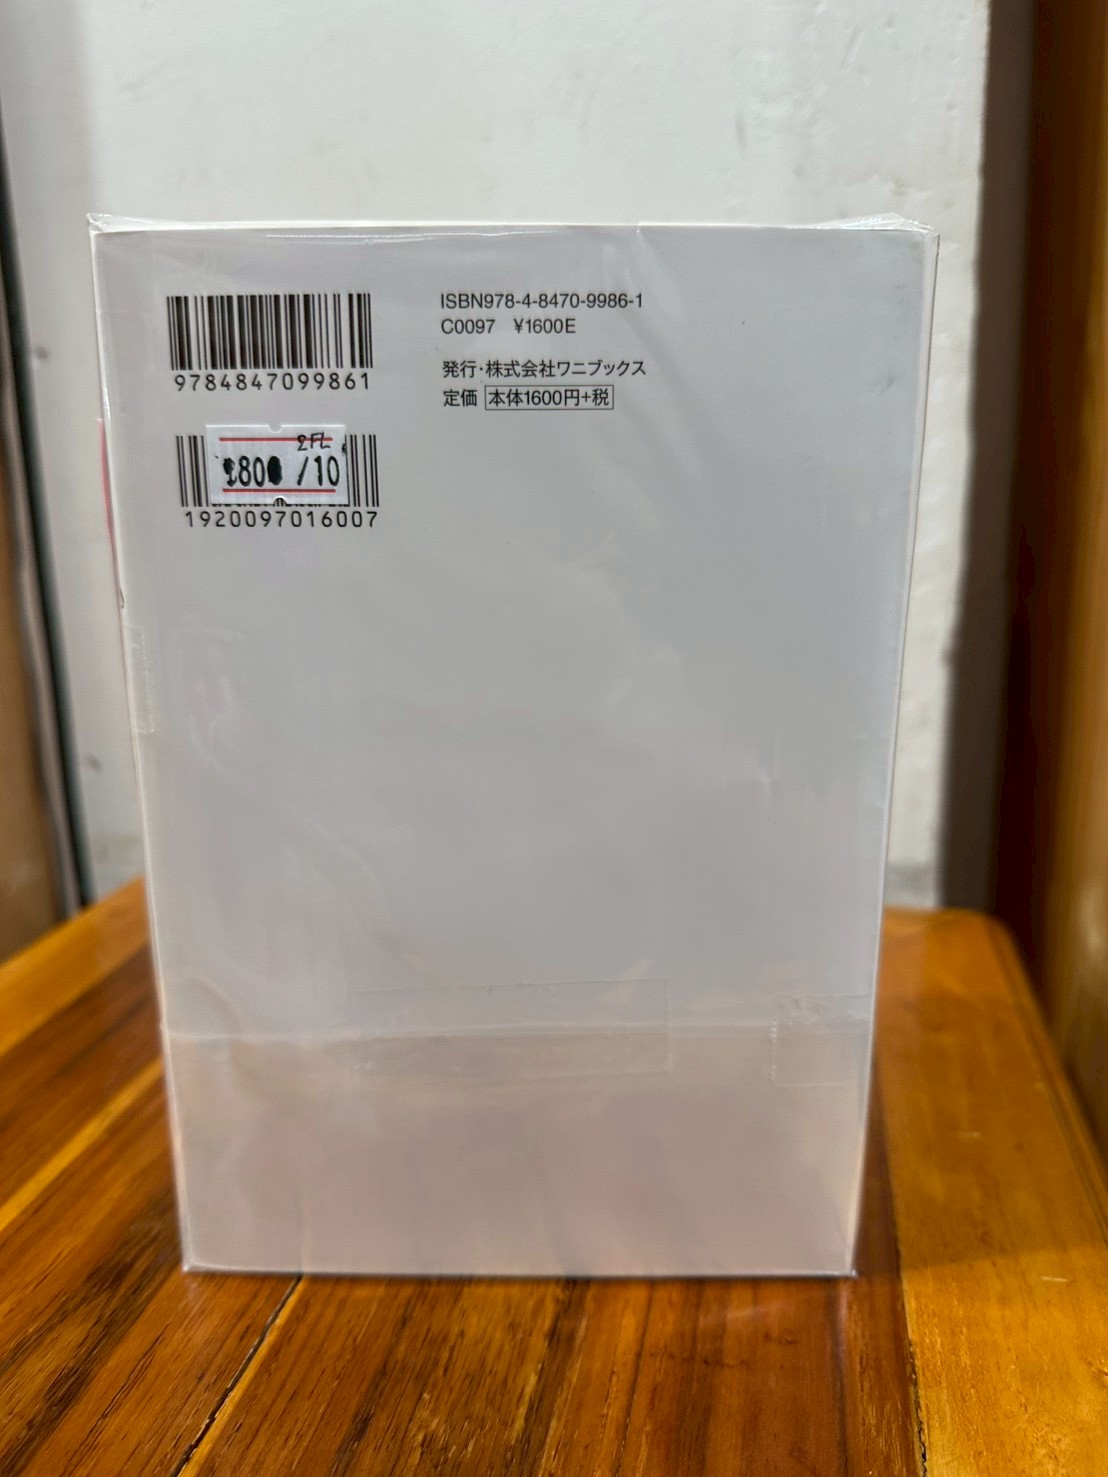 ISBN978-4-8470-9986-1
C0097 ¥1600E
9784847099861
発行・株式会社ワニブックス
定価 本体1600円+税
2FL
/10
1920097016007